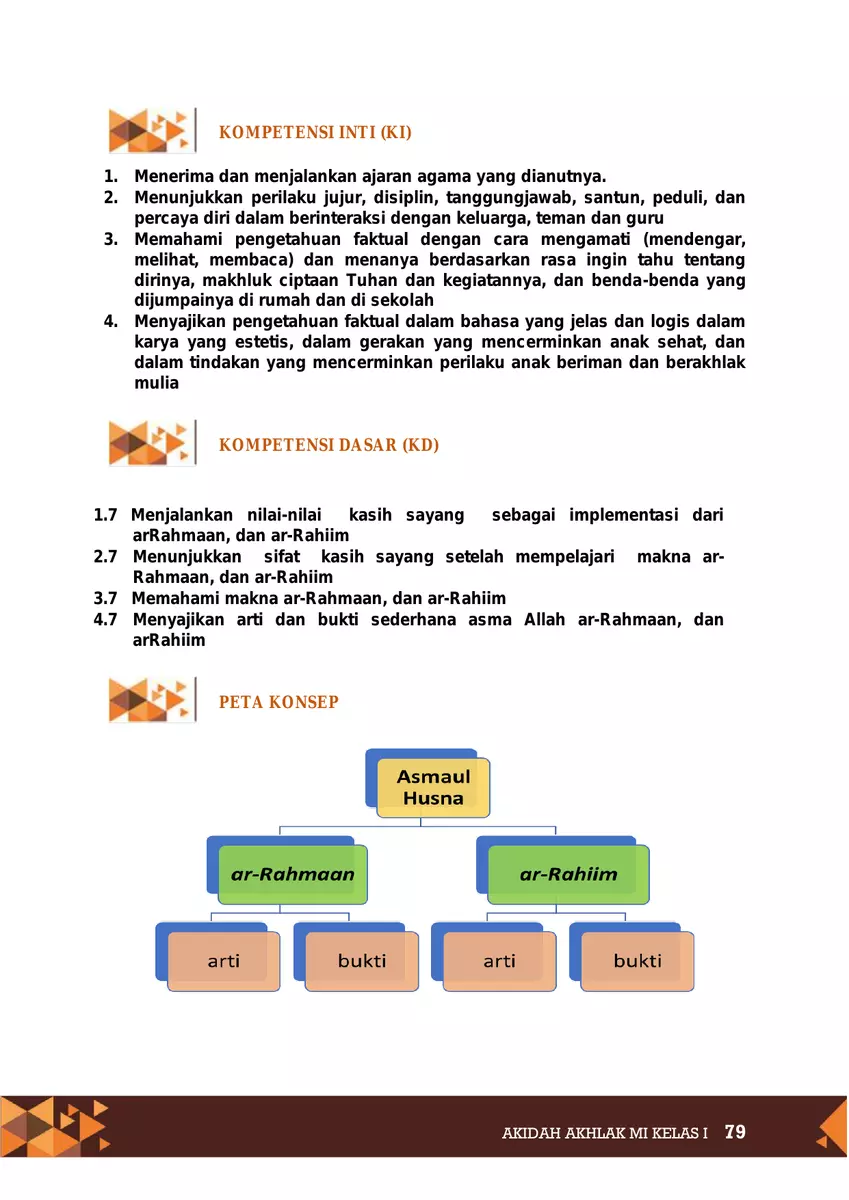 KOMPETENSI INTI (KI)
1. Menerima dan menjalankan ajaran agama yang dianutnya.
2. Menunjukkan perilaku jujur, disiplin, tanggungjawab, santun, peduli, dan
percaya diri dalam berinteraksi dengan keluarga, teman dan guru
3. Memahami pengetahuan faktual dengan cara mengamati (mendengar,
melihat, membaca) dan menanya berdasarkan rasa ingin tahu tentang
dirinya, makhluk ciptaan Tuhan dan kegiatannya, dan benda-benda yang
dijumpainya di rumah dan di sekolah
4. Menyajikan pengetahuan faktual dalam bahasa yang jelas dan logis dalam
karya yang estetis, dalam gerakan yang mencerminkan anak sehat, dan
dalam tindakan yang mencerminkan perilaku anak beriman dan berakhlak
mulia
KOMPETENSI DASAR (KD)
1.7 Menjalankan nilai-nilai kasih sayang sebagai implementasi dari
arRahmaan, dan ar-Rahiim
2.7 Menunjukkan sifat kasih sayang setelah mempelajari makna ar-
Rahmaan, dan ar-Rahiim
3.7 Memahami makna ar-Rahmaan, dan ar-Rahiim
4.7 Menyajikan arti dan bukti sederhana asma Allah ar-Rahmaan, dan
arRahiim
PETA KONSEP
Asmaul
Husna
ar-Rahmaan ar-Rahiim
arti bukti arti bukti
AKIDAH AKHLAK MI KELAS I 79